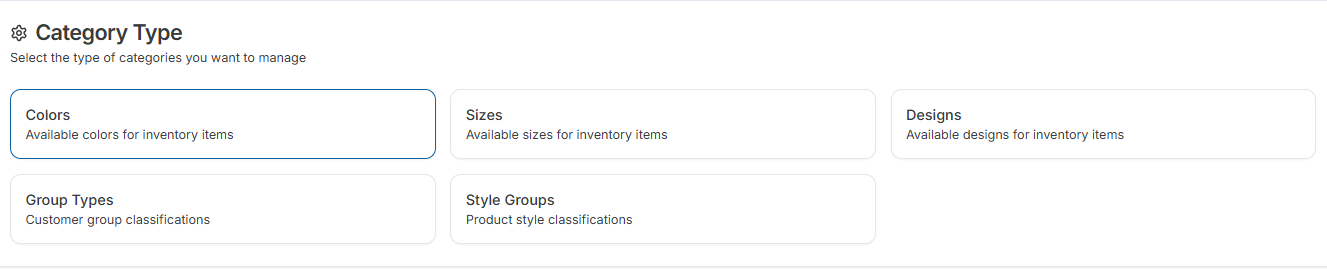 Category Type
Select the type of categories you want to manage
Colors
Available colors for inventory items
Sizes
Available sizes for inventory items
Designs
Available designs for inventory items
Group Types
Customer group classifications
Style Groups
Product style classifications